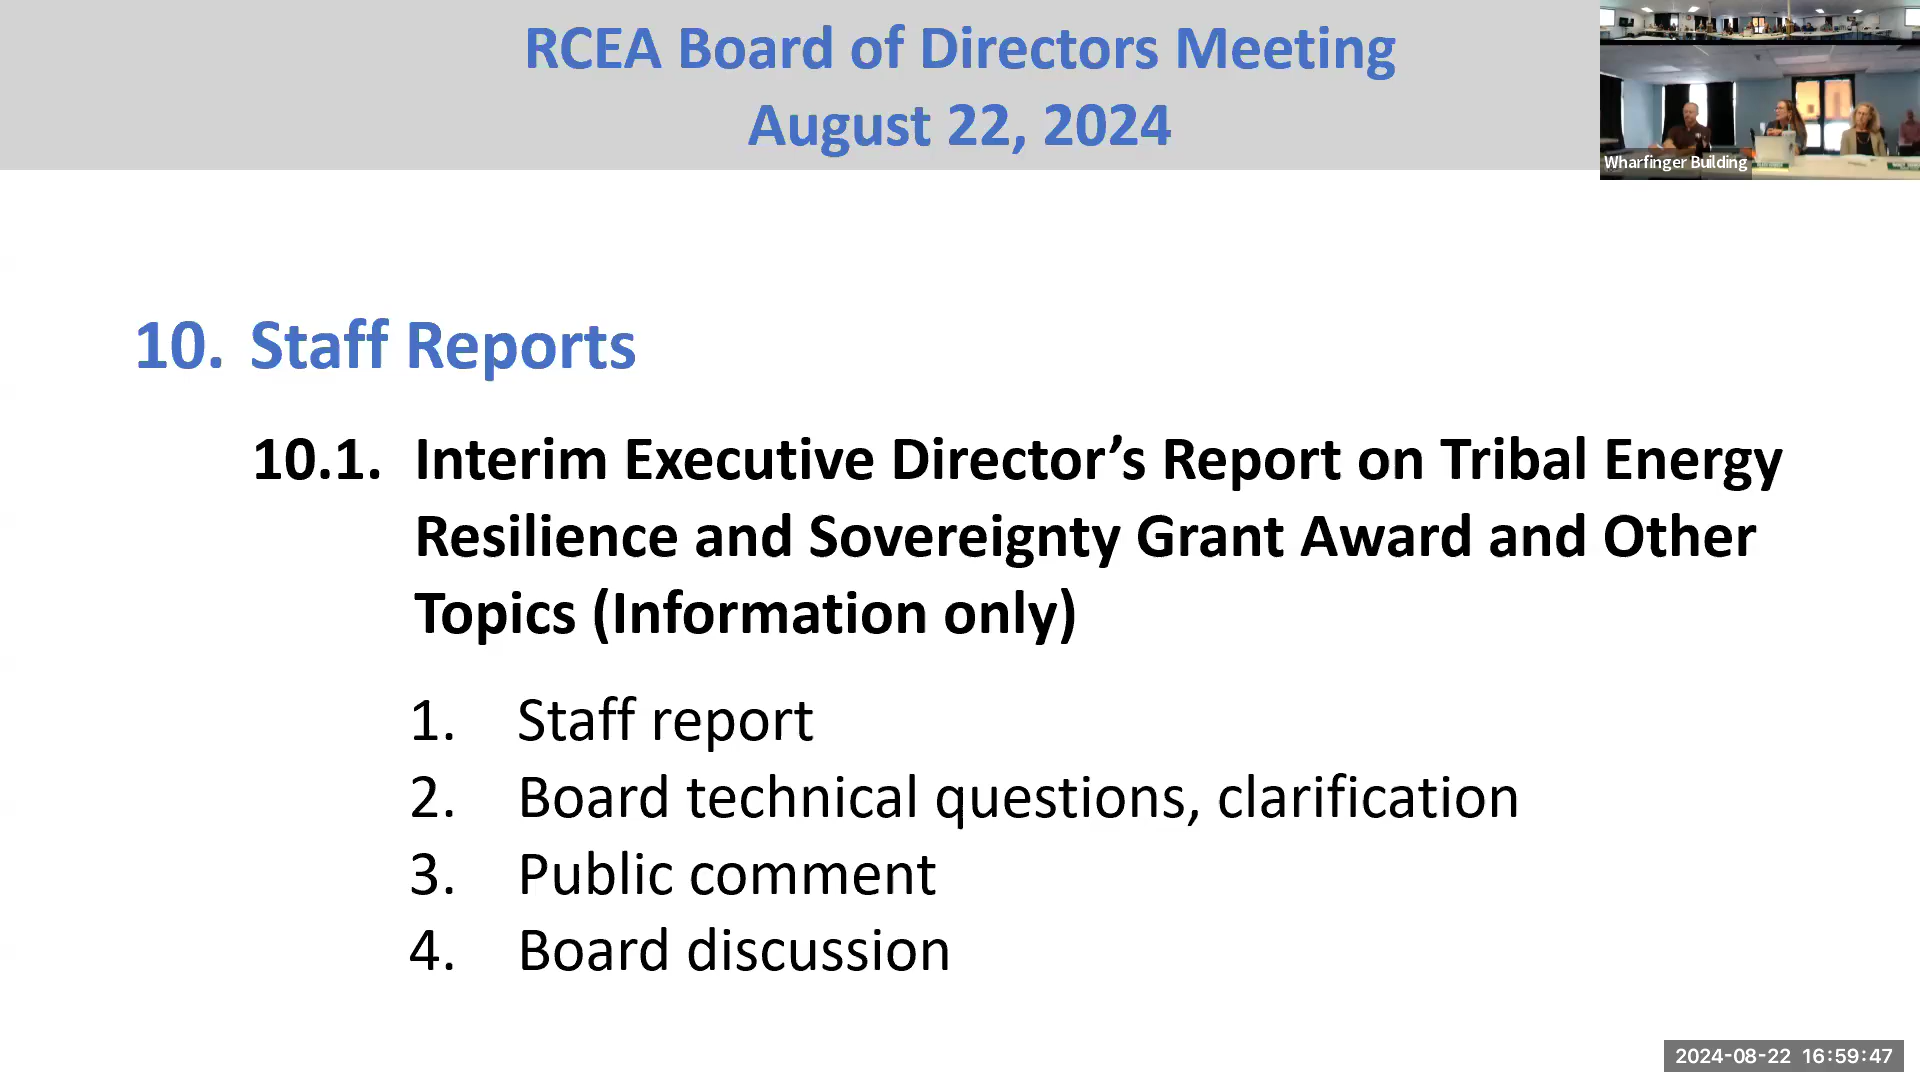 RCEA Board of Directors Meeting
August 22, 2024
Wharfinger Building
10. Staff Reports
10.1. Interim Executive Director’s Report on Tribal Energy
Resilience and Sovereignty Grant Award and Other
Topics (Information only)
1. Staff report
2. Board technical questions, clarification
3. Public comment
4. Board discussion
2024-08-22 16:59:47